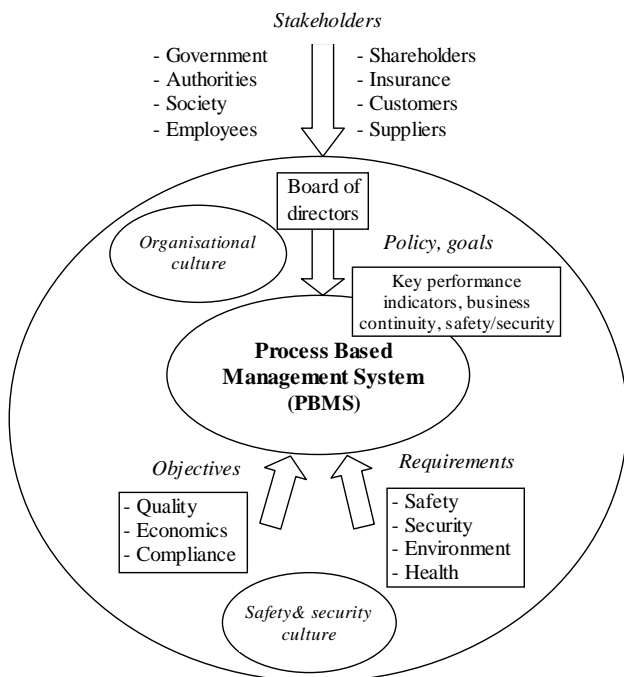 Stakeholders
- Government
- Authorities
- Society
- Employees
- Shareholders
- Insurance
- Customers
- Suppliers
Board of
directors
Organisational
culture
Policy, goals
Key performance
indicators, business
continuity, safety/security
Process Based
Management System
(PBMS)
Objectives
- Quality
- Economics
- Compliance
Requirements
- Safety
- Security
- Environment
- Health
Safety& security
culture